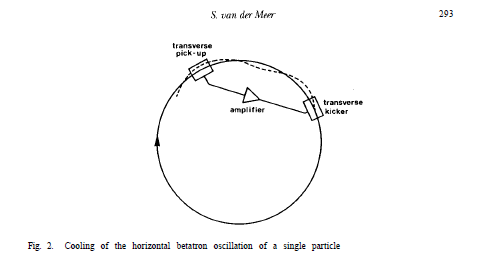 S. van der Meer
293
transverse
pick-up
amplifier
transverse
kicker
Fig. 2. Cooling of the horizontal betatron oscillation of a single particle